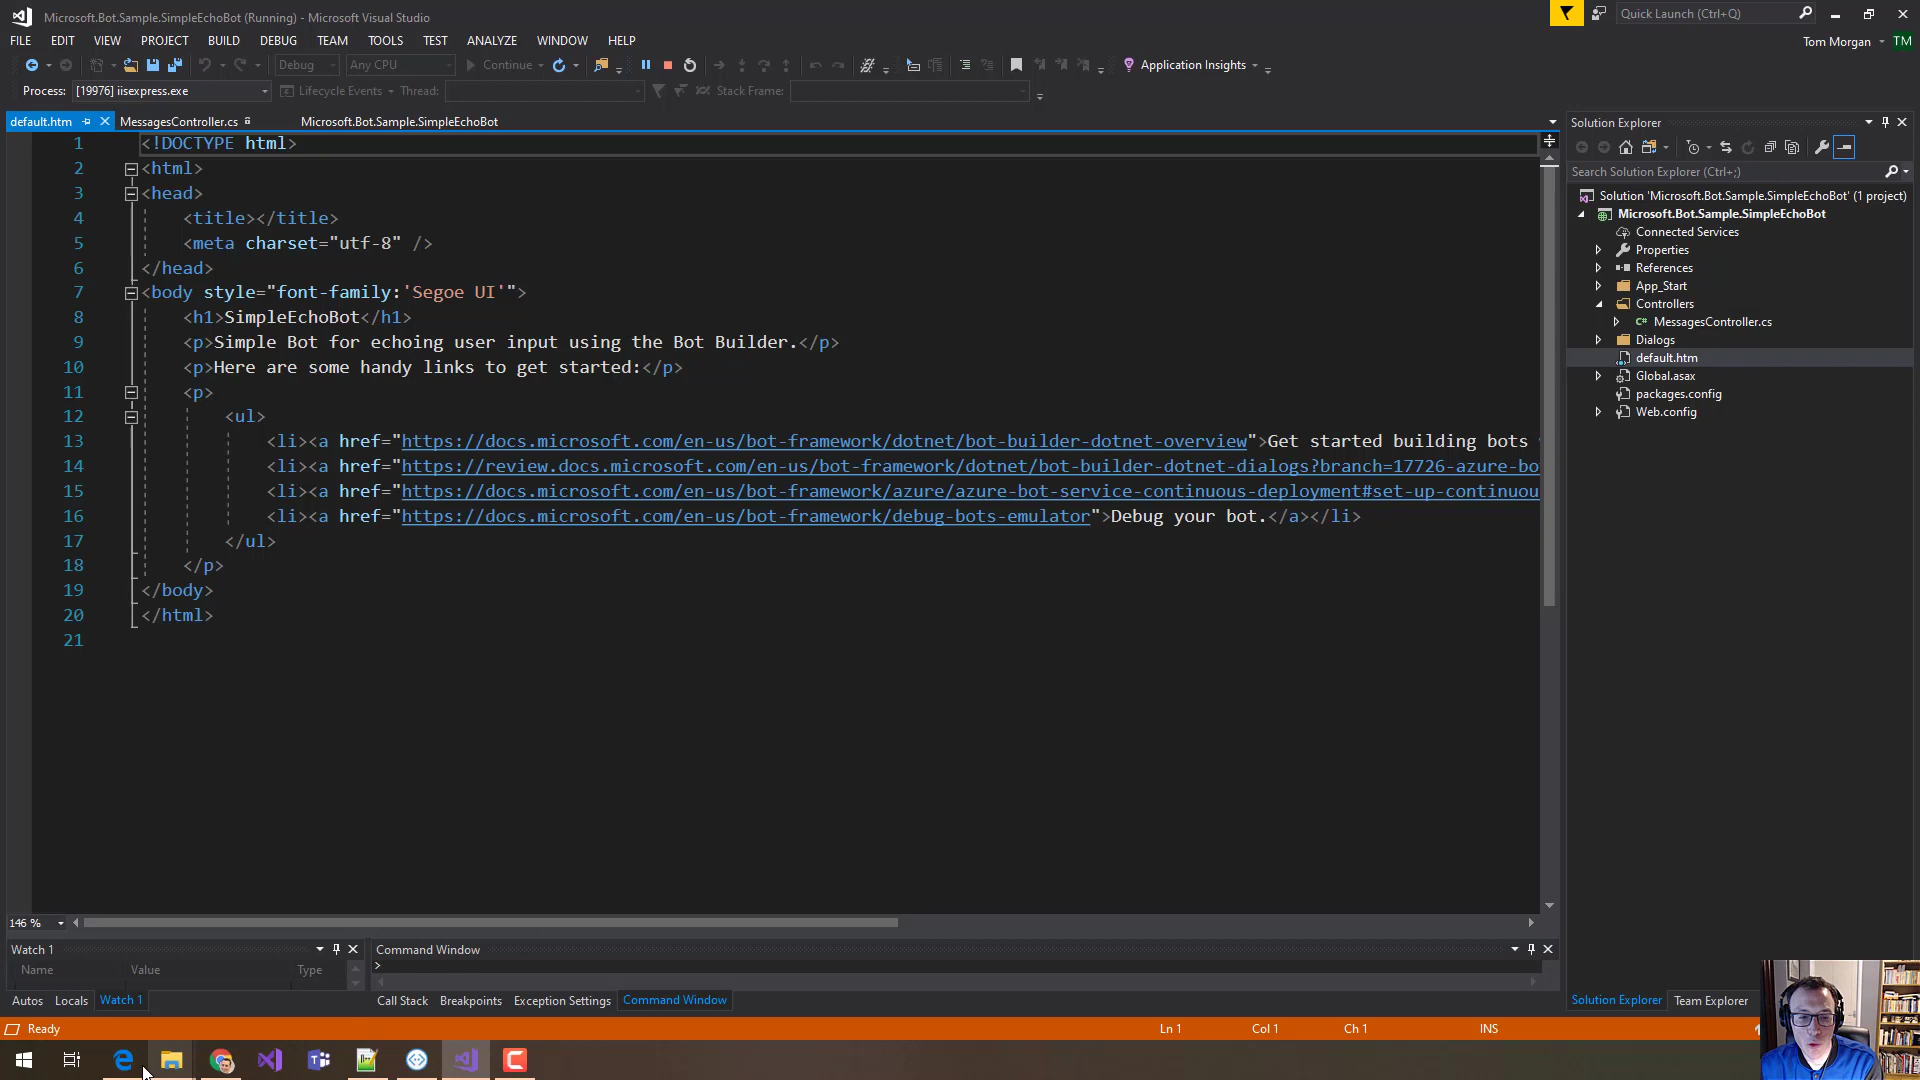 Microsoft.Bot.Sample.SimpleEchoBot (Running) - Microsoft Visual Studio
Quick Launch (Ctrl+Q)
FILE EDIT VIEW PROJECT BUILD DEBUG TEAM TOOLS TEST ANALYZE WINDOW HELP
Tom Morgan TM
Debug Any CPU Continue Application Insights
Process: [19976] iisexpress.exe Lifecycle Events Thread: Stack Frame:
default.htm MessagesController.cs Microsoft.Bot.Sample.SimpleEchoBot
1 <!DOCTYPE html>
2 <html>
3 <head>
4 <title></title>
5 <meta charset="utf-8" />
6 </head>
7 <body style="font-family:'Segoe UI'">
8 <h1>SimpleEchoBot</h1>
9 <p>Simple Bot for echoing user input using the Bot Builder.</p>
10 <p>Here are some handy links to get started:</p>
11 <p>
12 <ul>
13 <li><a href="https://docs.microsoft.com/en-us/bot-framework/dotnet/bot-builder-dotnet-overview">Get started building bots
14 <li><a href="https://review.docs.microsoft.com/en-us/bot-framework/dotnet/bot-builder-dotnet-dialogs?branch=17726-azure-bo
15 <li><a href="https://docs.microsoft.com/en-us/bot-framework/azure/azure-bot-service-continuous-deployment#set-up-continuou
16 <li><a href="https://docs.microsoft.com/en-us/bot-framework/debug-bots-emulator">Debug your bot.</a></li>
17 </ul>
18 </p>
19 </body>
20 </html>
21
146 %
Solution Explorer
Search Solution Explorer (Ctrl+;)
Solution 'Microsoft.Bot.Sample.SimpleEchoBot' (1 project)
Microsoft.Bot.Sample.SimpleEchoBot
Connected Services
Properties
References
App_Start
Controllers
C# MessagesController.cs
Dialogs
default.htm
Global.asax
packages.config
Web.config
Watch 1
Name Value Type
Autos Locals Watch 1
Command Window
>
Call Stack Breakpoints Exception Settings Command Window
Solution Explorer Team Explorer
Ready Ln 1 Col 1 Ch 1 INS